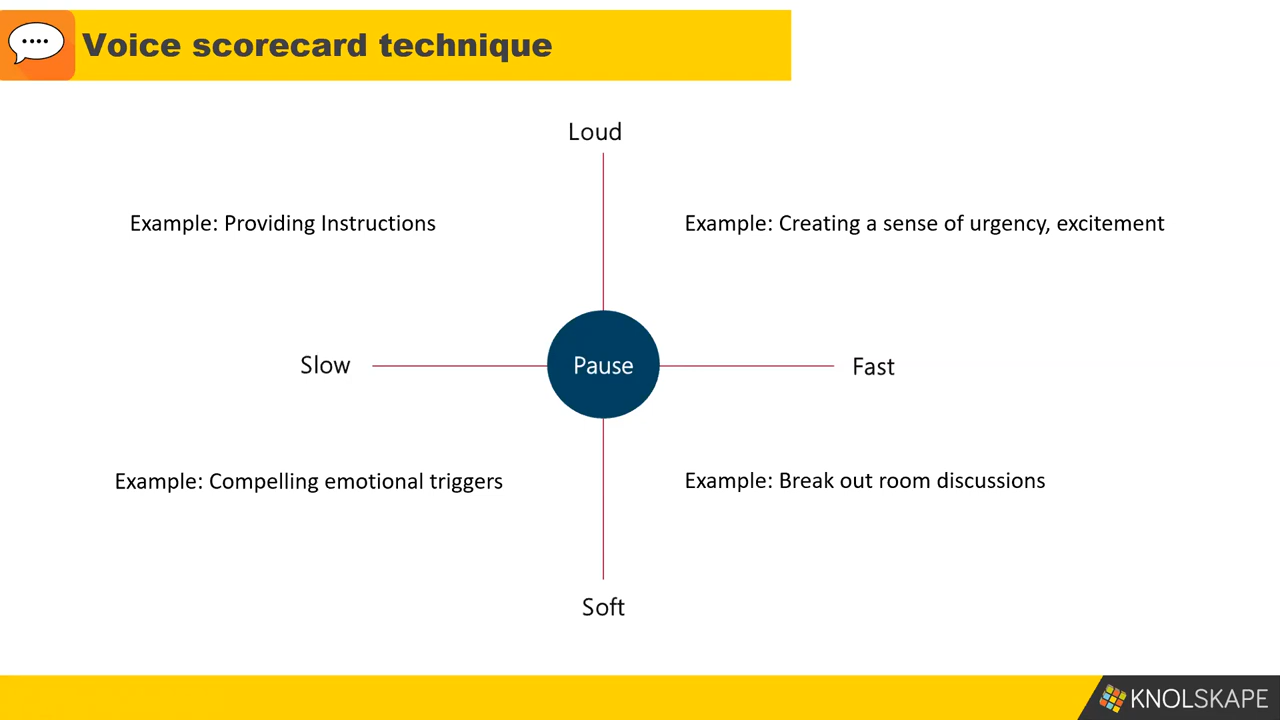 Voice scorecard technique
Loud
Example: Providing Instructions
Example: Creating a sense of urgency, excitement
Slow
Pause
Fast
Example: Compelling emotional triggers
Example: Break out room discussions
Soft
KNOLSKAPE